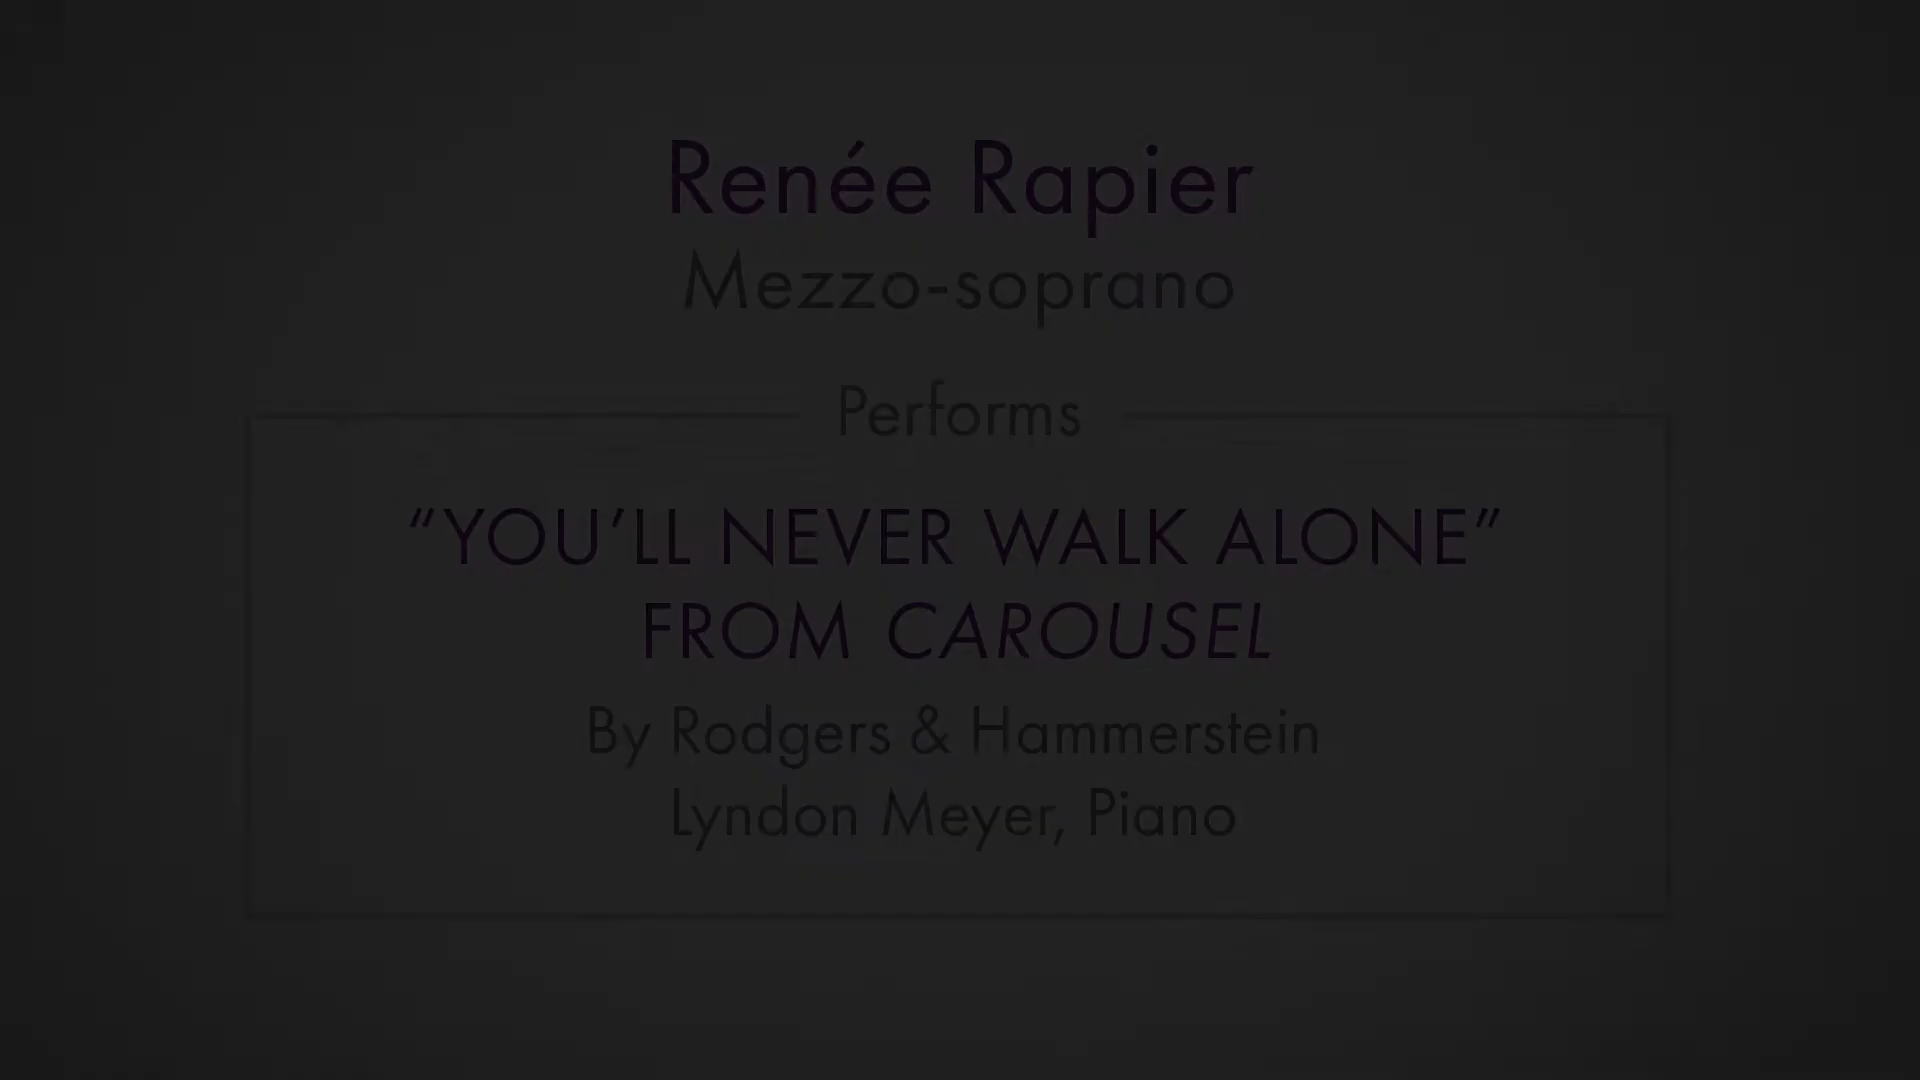 Renée Rapier
Mezzo-soprano
Performs
“YOU’LL NEVER WALK ALONE”
FROM CAROUSEL
By Rodgers & Hammerstein
Lyndon Meyer, Piano